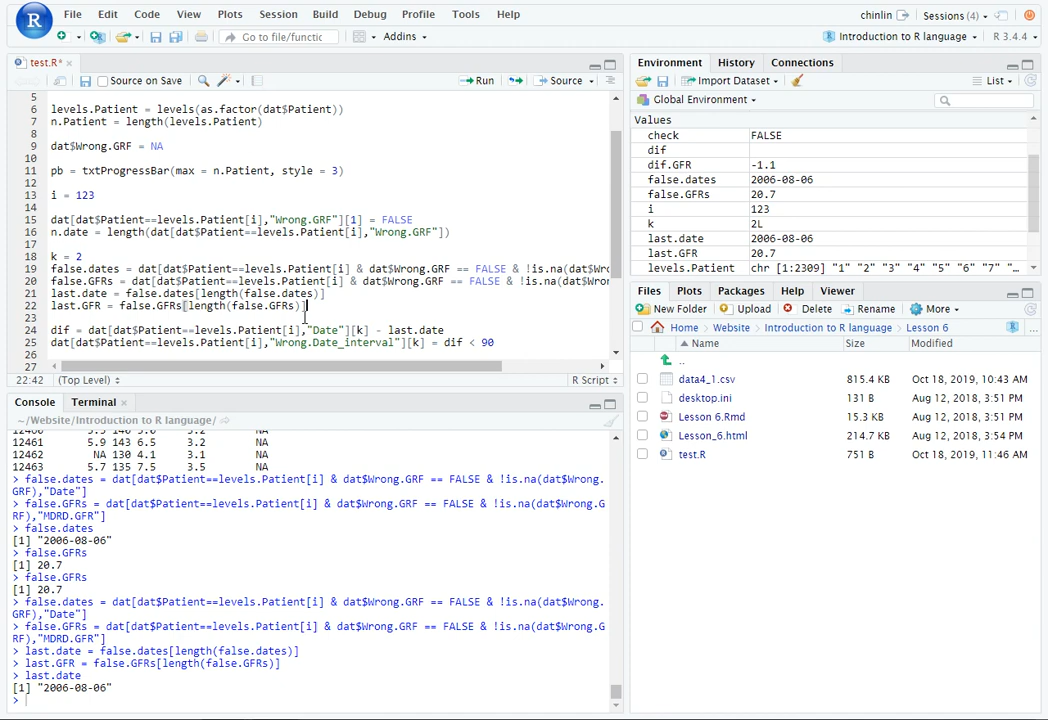 File Edit Code View Plots Session Build Debug Profile Tools Help
chinlin Sessions (4)
Go to file/functic Addins
Introduction to R language R 3.4.4
test.R*
Source on Save Run Source
5
6 levels.Patient = levels(as.factor(dat$Patient))
7 n.Patient = length(levels.Patient)
8
9 dat$Wrong.GRF = NA
10
11 pb = txtProgressBar(max = n.Patient, style = 3)
12
13 i = 123
14
15 dat[dat$Patient==levels.Patient[i],"Wrong.GRF"][1] = FALSE
16 n.date = length(dat[dat$Patient==levels.Patient[i],"Wrong.GRF"])
17
18 k = 2
19 false.dates = dat[dat$Patient==levels.Patient[i] & dat$Wrong.GRF == FALSE & !is.na(dat$Wrc
20 false.GFRs = dat[dat$Patient==levels.Patient[i] & dat$Wrong.GRF == FALSE & !is.na(dat$Wron
21 last.date = false.dates[length(false.dates)]
22 last.GFR = false.GFRs[length(false.GFRs)]
23
24 dif = dat[dat$Patient==levels.Patient[i],"Date"][k] - last.date
25 dat[dat$Patient==levels.Patient[i],"Wrong.Date_interval"][k] = dif < 90
26
27
22:42 (Top Level) R Script
Console Terminal
~/Website/Introduction to R language/
12461 5.9 143 6.5 3.2 NA
12462 NA 130 4.1 3.1 NA
12463 5.7 135 7.5 3.5 NA
> false.dates = dat[dat$Patient==levels.Patient[i] & dat$Wrong.GRF == FALSE & !is.na(dat$Wrong.
GRF),"Date"]
> false.GFRs = dat[dat$Patient==levels.Patient[i] & dat$Wrong.GRF == FALSE & !is.na(dat$Wrong.G
RF),"MDRD.GFR"]
> false.dates
[1] "2006-08-06"
> false.GFRs
[1] 20.7
> false.GFRs
[1] 20.7
> false.dates = dat[dat$Patient==levels.Patient[i] & dat$Wrong.GRF == FALSE & !is.na(dat$Wrong.
GRF),"Date"]
> false.GFRs = dat[dat$Patient==levels.Patient[i] & dat$Wrong.GRF == FALSE & !is.na(dat$Wrong.G
RF),"MDRD.GFR"]
> last.date = false.dates[length(false.dates)]
> last.GFR = false.GFRs[length(false.GFRs)]
> last.date
[1] "2006-08-06"
>
Environment History Connections
Import Dataset List
Global Environment
Values
check FALSE
dif
dif.GFR -1.1
false.dates 2006-08-06
false.GFRs 20.7
i 123
k 2L
last.date 2006-08-06
last.GFR 20.7
levels.Patient chr [1:2309] "1" "2" "3" "4" "5" "6" "7" "…
Files Plots Packages Help Viewer
New Folder Upload Delete Rename More
Home Website Introduction to R language Lesson 6 ...
Name Size Modified
..
data4_1.csv 815.4 KB Oct 18, 2019, 10:43 AM
desktop.ini 131 B Aug 12, 2018, 3:51 PM
Lesson 6.Rmd 15.3 KB Aug 12, 2018, 3:51 PM
Lesson_6.html 214.7 KB Aug 12, 2018, 3:54 PM
test.R 751 B Oct 18, 2019, 11:46 AM